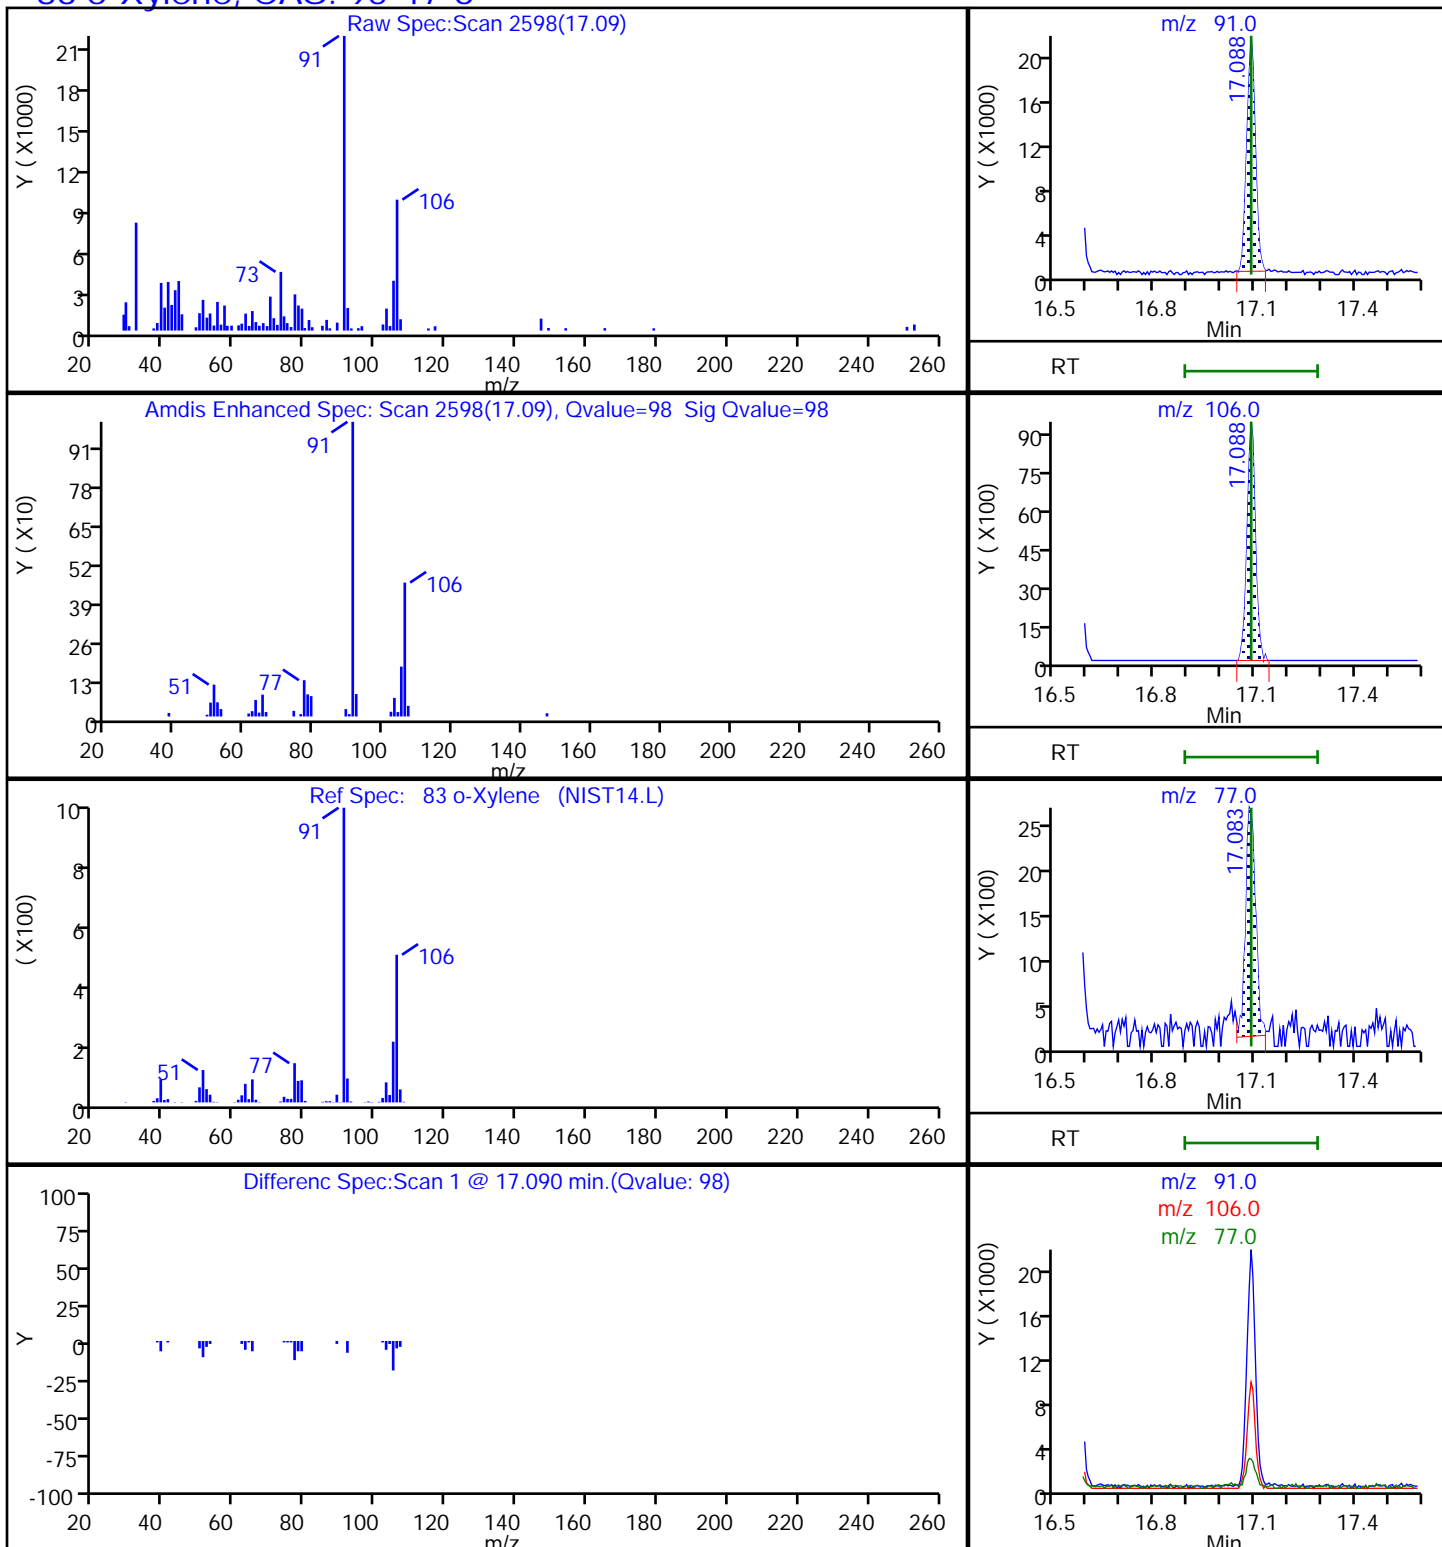 Raw Spec:Scan 2598(17.09)
Y ( X1000)
21
18
15
12
9
6
3
0
91
106
73
20 40 60 80 100 120 140 160 180 200 220 240 260
m/z
m/z 91.0
Y ( X1000)
20
16
12
8
4
0
17.088
16.5 16.8 17.1 17.4
Min
RT
Amdis Enhanced Spec: Scan 2598(17.09), Qvalue=98 Sig Qvalue=98
Y ( X10)
91
78
65
52
39
26
13
0
91
106
51
77
20 40 60 80 100 120 140 160 180 200 220 240 260
m/z
m/z 106.0
Y ( X100)
90
75
60
45
30
15
0
17.088
16.5 16.8 17.1 17.4
Min
RT
Ref Spec: 83 o-Xylene (NIST14.L)
( X100)
10
8
6
4
2
0
91
106
51
77
20 40 60 80 100 120 140 160 180 200 220 240 260
m/z 77.0
Y ( X100)
25
20
15
10
5
0
17.083
16.5 16.8 17.1 17.4
Min
RT
Differenc Spec:Scan 1 @ 17.090 min.(Qvalue: 98)
Y
100
75
50
25
0
-25
-50
-75
-100
20 40 60 80 100 120 140 160 180 200 220 240 260
m/z
m/z 91.0
m/z 106.0
m/z 77.0
Y ( X1000)
20
16
12
8
4
0
16.5 16.8 17.1 17.4
Min